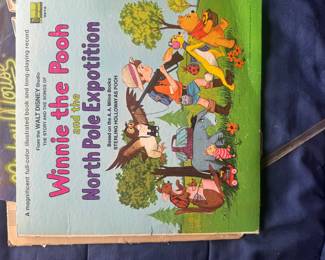 A magnificent full-color illustrated book and long-playing record
From the WALT DISNEY Studio
THE STORY AND THE SONGS OF
Winnie the Pooh
and the
North Pole Expotition
Based on the A.A. Milne Books
STERLING HOLLOWAY AS POOH